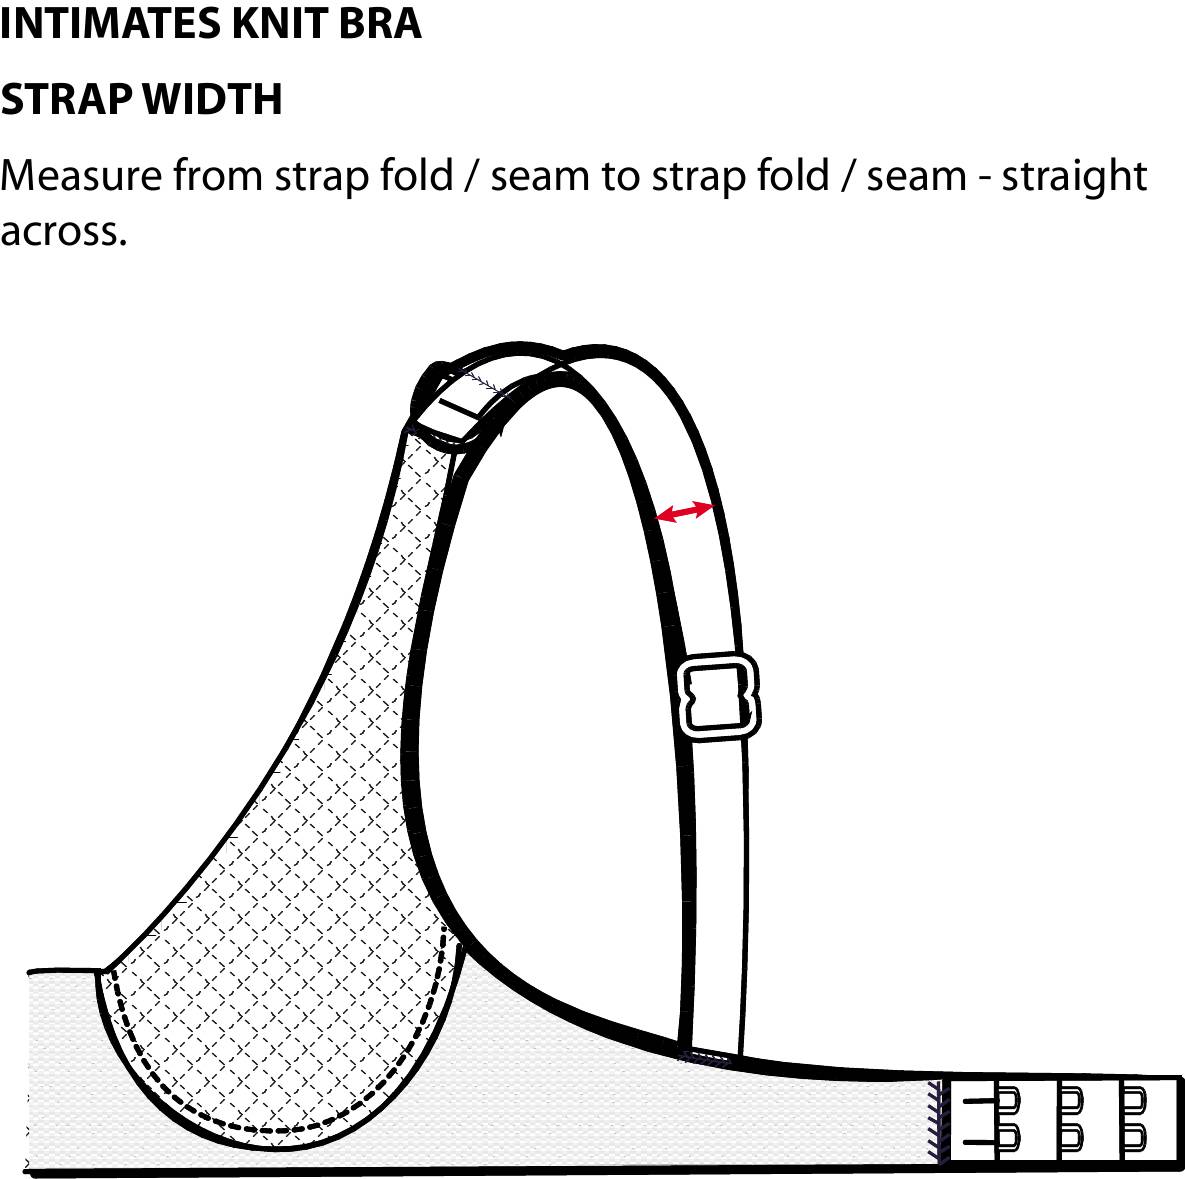 INTIMATES KNIT BRA
STRAP WIDTH
Measure from strap fold / seam to strap fold / seam - straight
across.